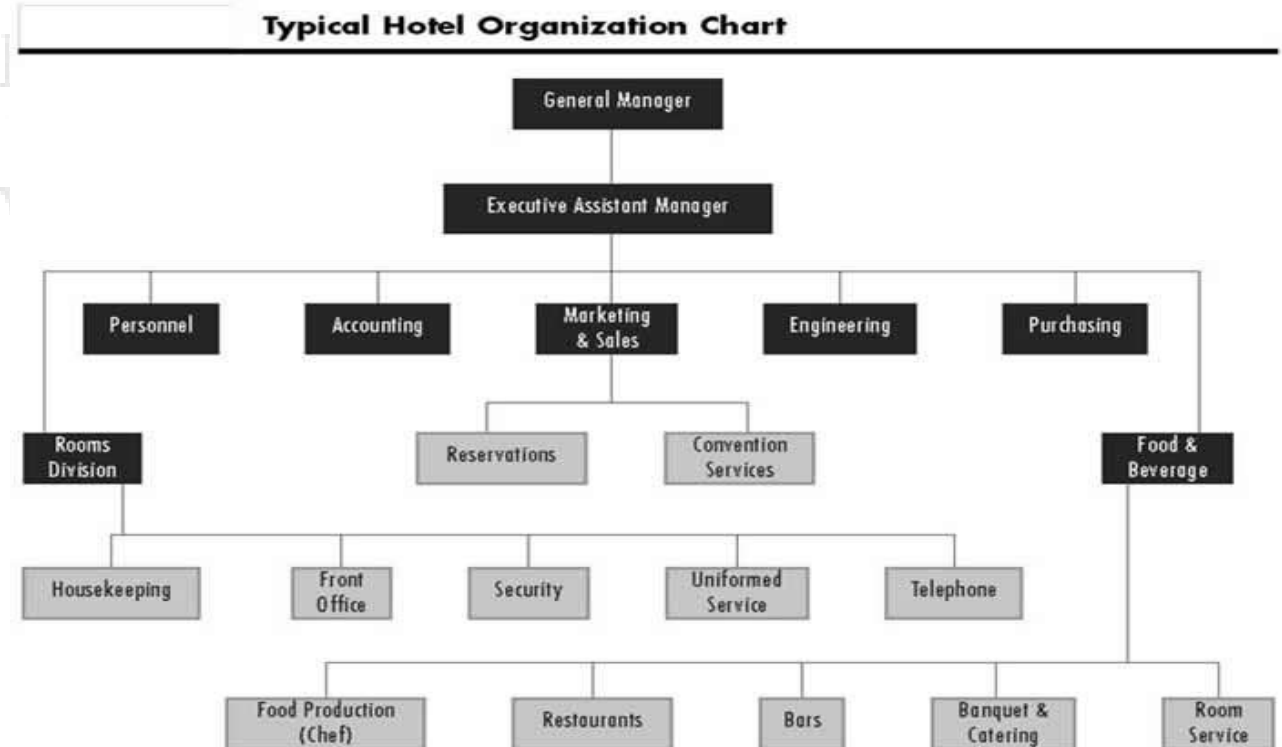 Typical Hotel Organization Chart
General Manager
Executive Assistant Manager
Personnel
Accounting
Marketing
& Sales
Engineering
Purchasing
Rooms
Division
Reservations
Convention
Services
Food &
Beverage
Housekeeping
Front
Office
Security
Uniformed
Service
Telephone
Food Production
(Chef)
Restaurants
Bars
Banquet &
Catering
Room
Service